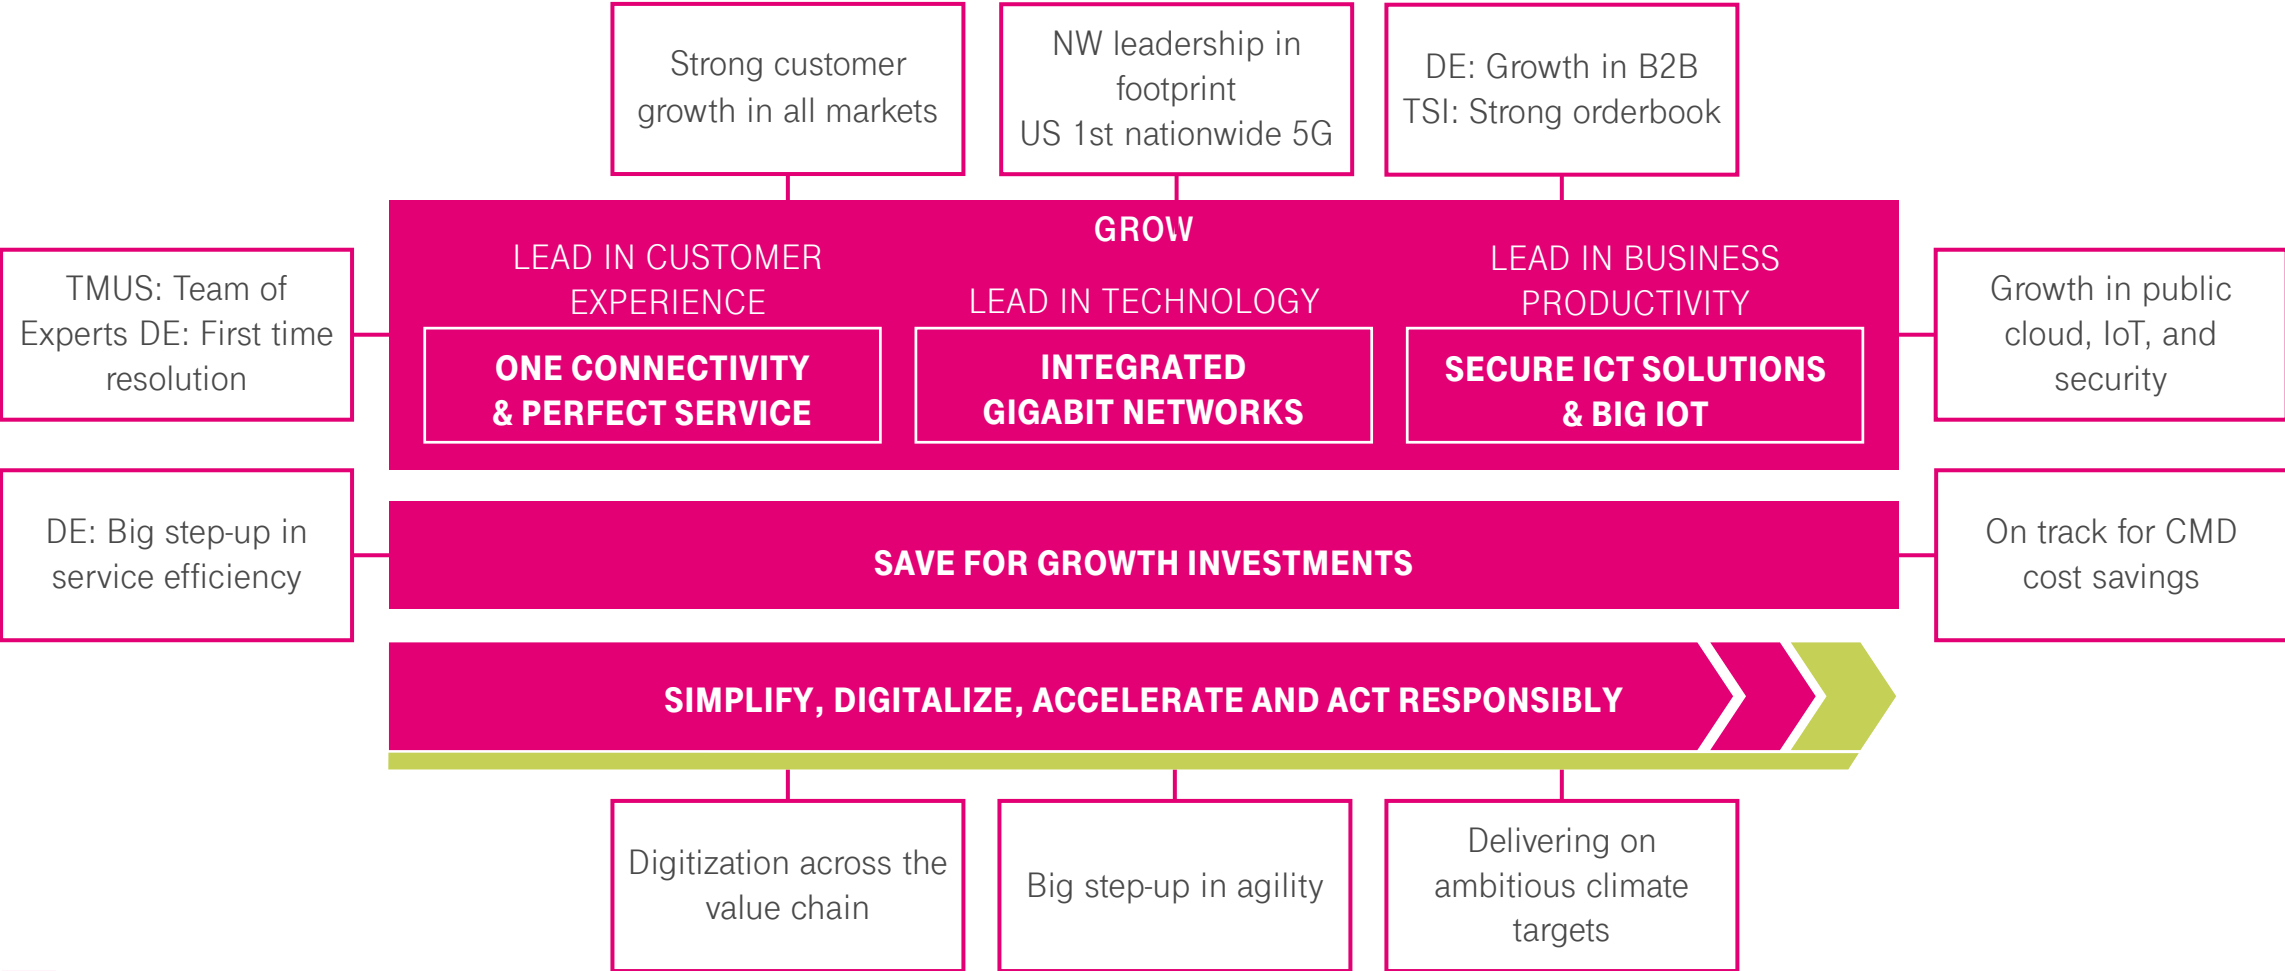 Strong customer
growth in all markets
NW leadership in
footprint
US 1st nationwide 5G
DE: Growth in B2B
TSI: Strong orderbook
TMUS: Team of
Experts DE: First time
resolution
GROW
LEAD IN CUSTOMER
EXPERIENCE
ONE CONNECTIVITY
& PERFECT SERVICE
LEAD IN TECHNOLOGY
INTEGRATED
GIGABIT NETWORKS
LEAD IN BUSINESS
PRODUCTIVITY
SECURE ICT SOLUTIONS
& BIG IOT
Growth in public
cloud, IoT, and
security
DE: Big step-up in
service efficiency
SAVE FOR GROWTH INVESTMENTS
On track for CMD
cost savings
SIMPLIFY, DIGITALIZE, ACCELERATE AND ACT RESPONSIBLY
Digitization across the
value chain
Big step-up in agility
Delivering on
ambitious climate
targets